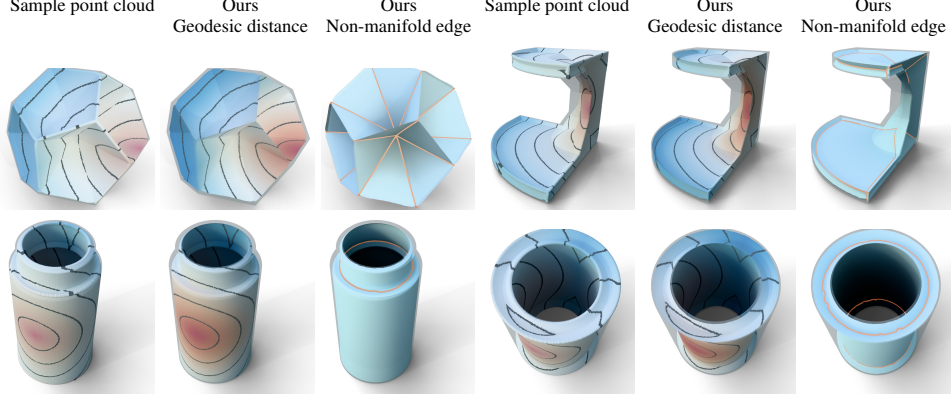 Sample point cloud
Ours
Geodesic distance
Ours
Non-manifold edge
Sample point cloud
Ours
Geodesic distance
Ours
Non-manifold edge